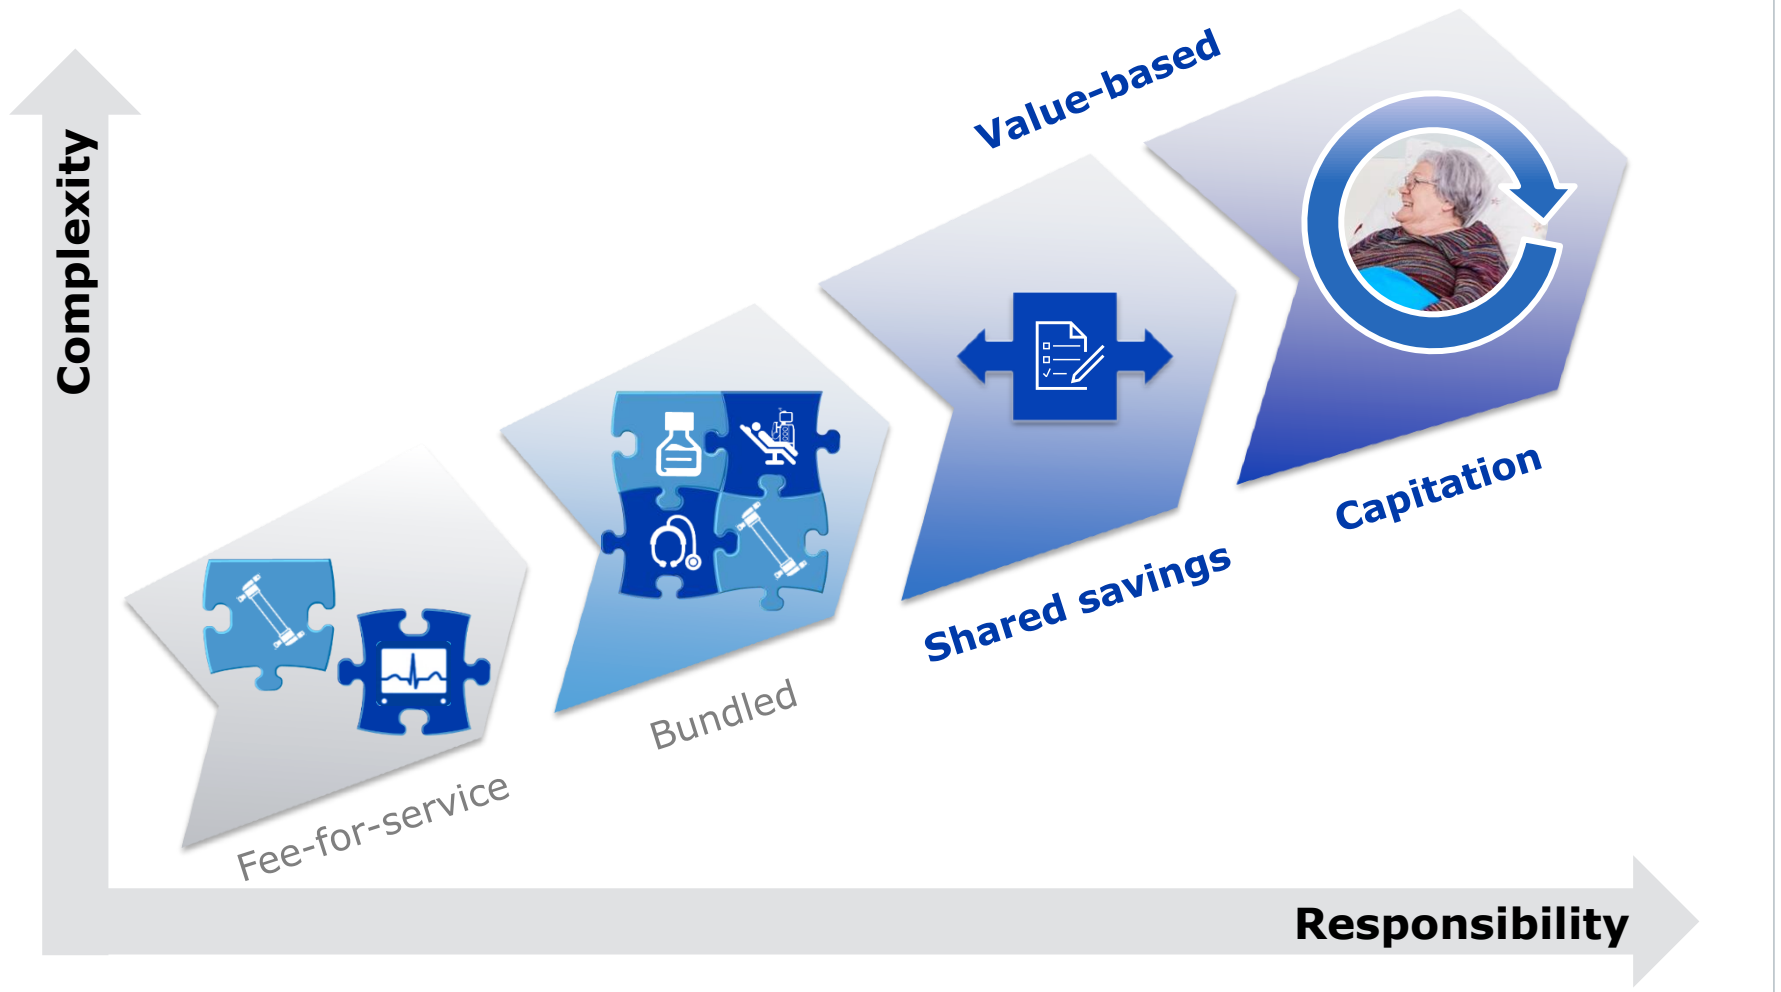 Complexity
Value-based
Capitation
Shared savings
Bundled
Fee-for-service
Responsibility